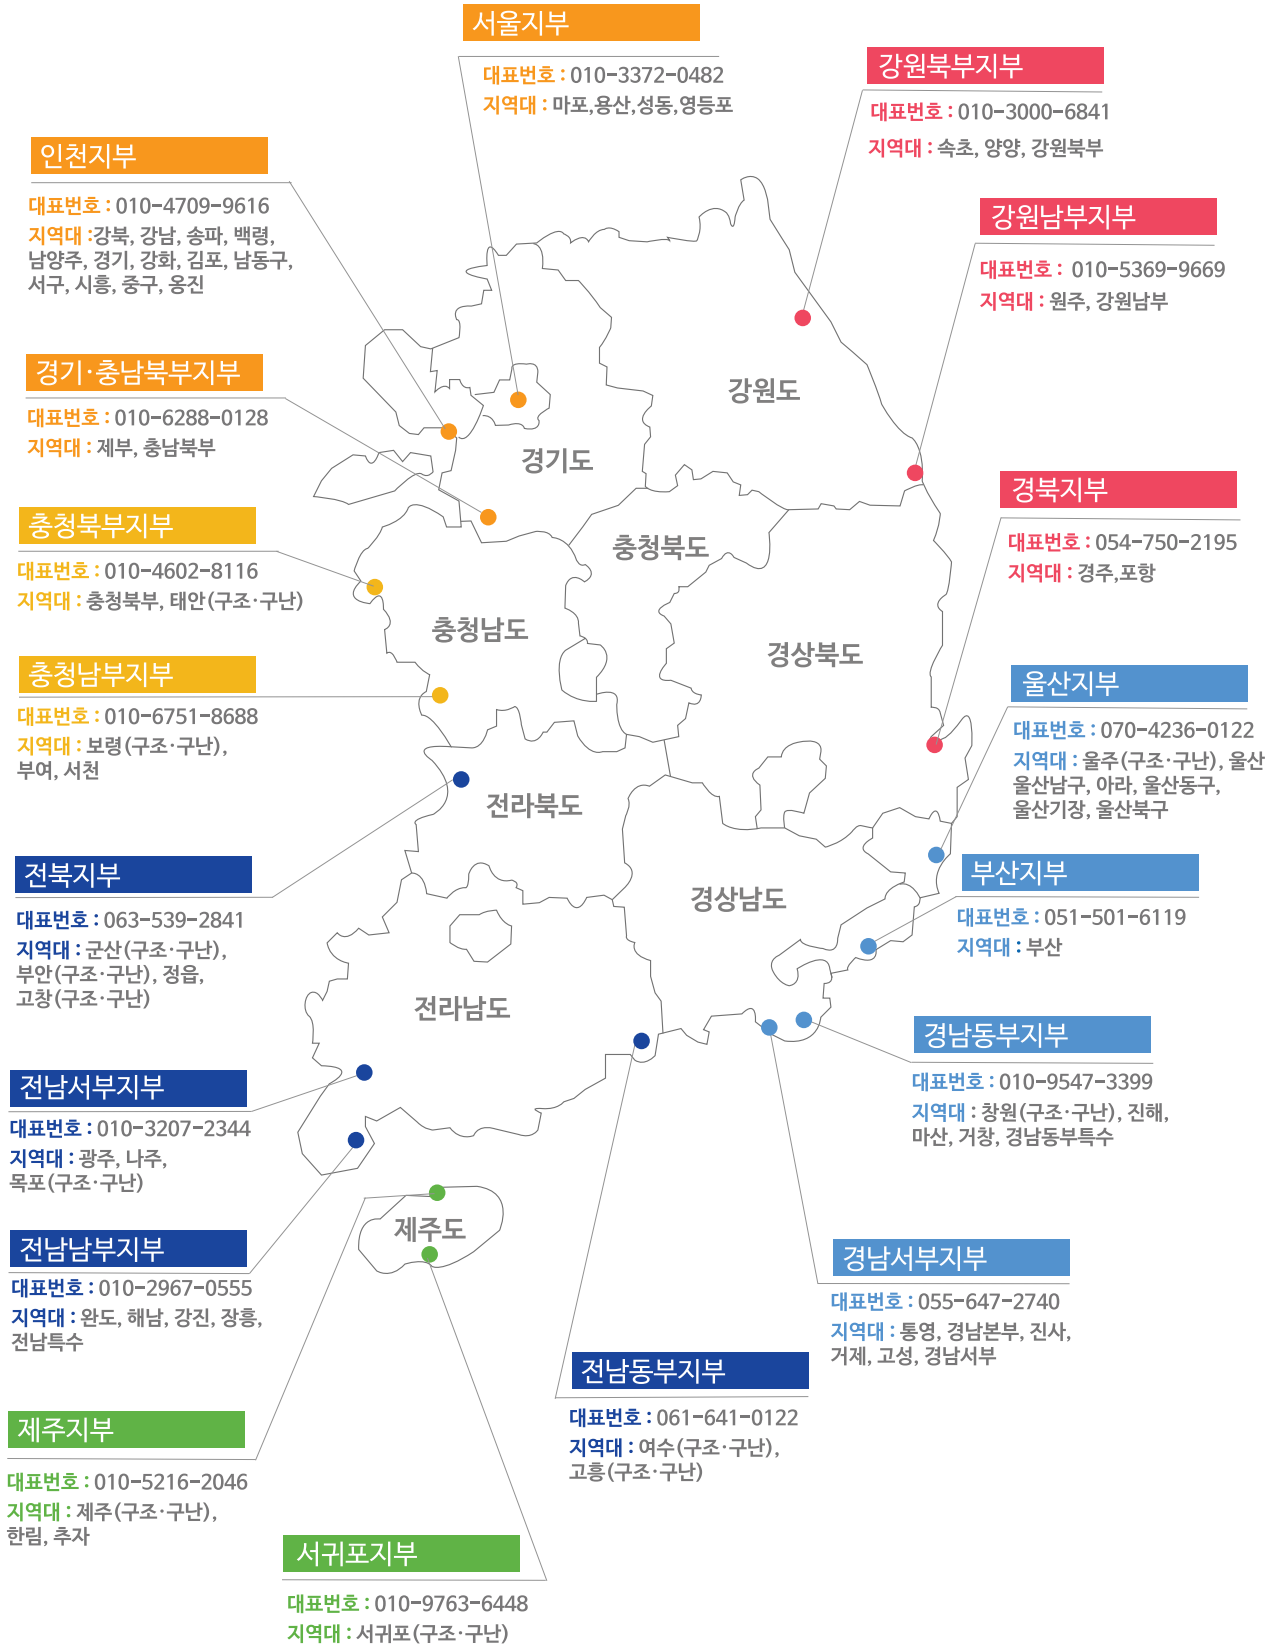 서울지부
대표번호 : 010-3372-0482
지역대 : 마포,용산,성동,영등포
강원북부지부
대표번호 : 010-3000-6841
지역대 : 속초, 양양, 강원북부
인천지부
대표번호 : 010-4709-9616
지역대 :강북, 강남, 송파, 백령,
남양주, 경기, 강화, 김포, 남동구,
서구, 시흥, 중구, 옹진
강원남부지부
대표번호 : 010-5369-9669
지역대 : 원주, 강원남부
경기·충남북부지부
대표번호 : 010-6288-0128
지역대 : 제부, 충남북부
강원도
경기도
경북지부
대표번호 : 054-750-2195
지역대 : 경주,포항
충청북부지부
대표번호 : 010-4602-8116
지역대 : 충청북부, 태안(구조·구난)
충청북도
충청남도
경상북도
충청남부지부
대표번호 : 010-6751-8688
지역대 : 보령(구조·구난),
부여, 서천
울산지부
대표번호 : 070-4236-0122
지역대 : 울주(구조·구난), 울산
울산남구, 아라, 울산동구,
울산기장, 울산북구
전라북도
전북지부
대표번호 : 063-539-2841
지역대 : 군산(구조·구난),
부안(구조·구난), 정읍,
고창(구조·구난)
경상남도
부산지부
대표번호 : 051-501-6119
지역대 : 부산
전라남도
경남동부지부
대표번호 : 010-9547-3399
지역대 : 창원(구조·구난), 진해,
마산, 거창, 경남동부특수
전남서부지부
대표번호 : 010-3207-2344
지역대 : 광주, 나주,
목포(구조·구난)
제주도
전남남부지부
대표번호 : 010-2967-0555
지역대 : 완도, 해남, 강진, 장흥,
전남특수
경남서부지부
대표번호 : 055-647-2740
지역대 : 통영, 경남본부, 진사,
거제, 고성, 경남서부
전남동부지부
대표번호 : 061-641-0122
지역대 : 여수(구조·구난),
고흥(구조·구난)
제주지부
대표번호 : 010-5216-2046
지역대 : 제주(구조·구난),
한림, 추자
서귀포지부
대표번호 : 010-9763-6448
지역대 : 서귀포(구조·구난)